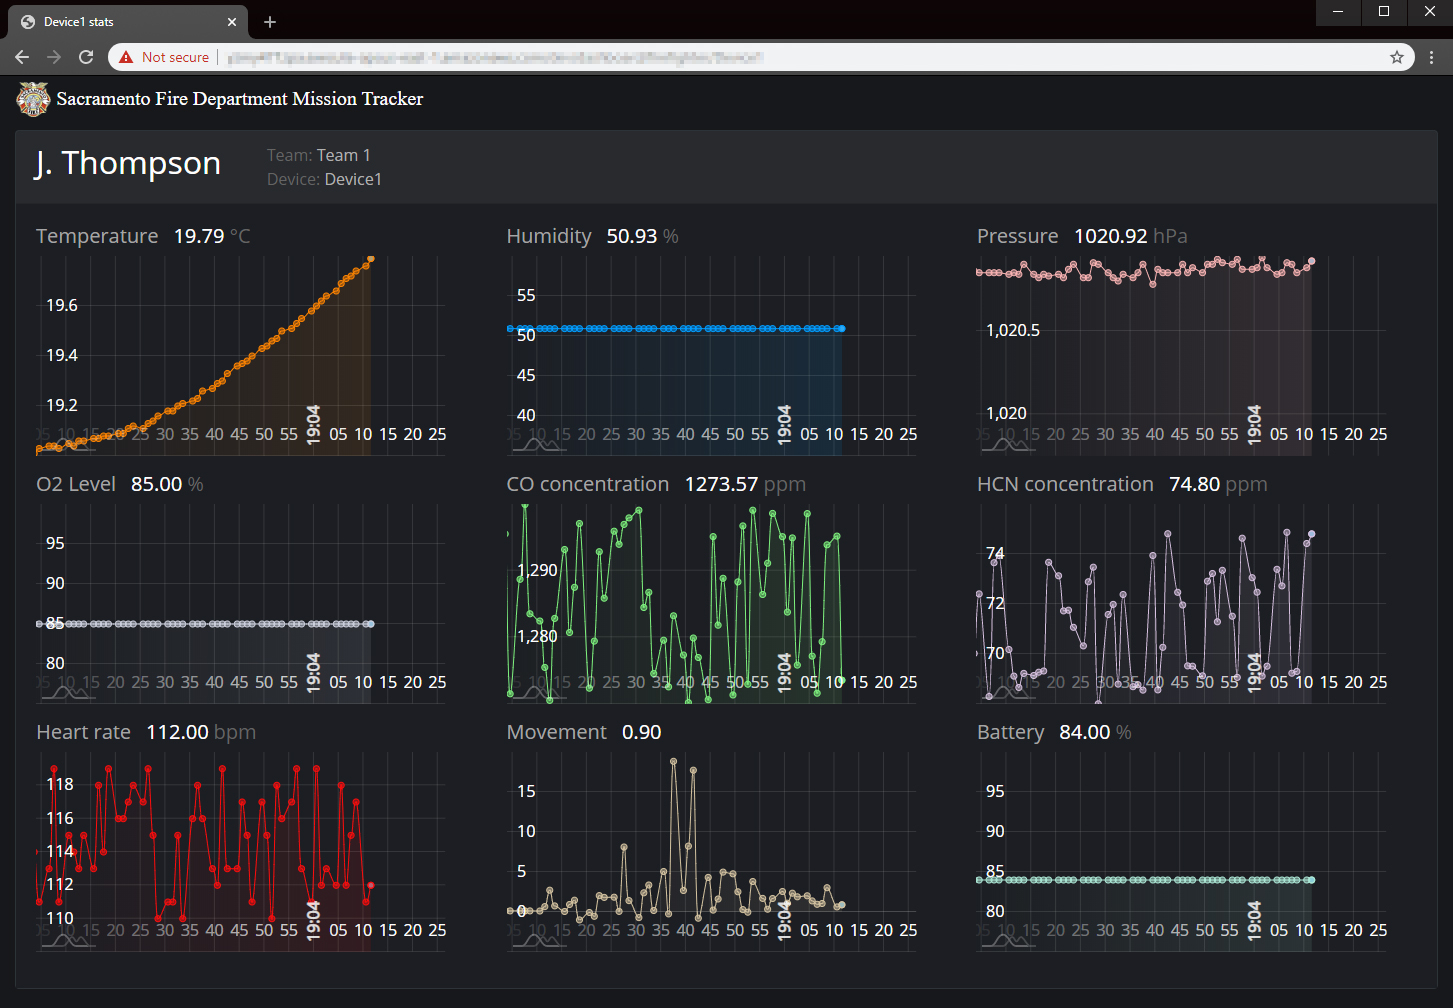 Device1 stats
Not secure
Sacramento Fire Department Mission Tracker
J. Thompson
Team: Team 1
Device: Device1
Temperature 19.79 °C
19.6
19.4
19.2
05 10 15 20 25 30 35 40 45 50 55 19:04 05 10 15 20 25
Humidity 50.93 %
55
50
45
40
05 10 15 20 25 30 35 40 45 50 55 19:04 05 10 15 20 25
Pressure 1020.92 hPa
1,020.5
1,020
05 10 15 20 25 30 35 40 45 50 55 19:04 05 10 15 20 25
O2 Level 85.00 %
95
90
85
80
05 10 15 20 25 30 35 40 45 50 55 19:04 05 10 15 20 25
CO concentration 1273.57 ppm
1,290
1,280
05 10 15 20 25 30 35 40 45 50 55 19:04 05 10 15 20 25
HCN concentration 74.80 ppm
74
72
70
05 10 15 20 25 30 35 40 45 50 55 19:04 05 10 15 20 25
Heart rate 112.00 bpm
118
116
114
112
110
05 10 15 20 25 30 35 40 45 50 55 19:04 05 10 15 20 25
Movement 0.90
15
10
5
0
05 10 15 20 25 30 35 40 45 50 55 19:04 05 10 15 20 25
Battery 84.00 %
95
90
85
80
05 10 15 20 25 30 35 40 45 50 55 19:04 05 10 15 20 25